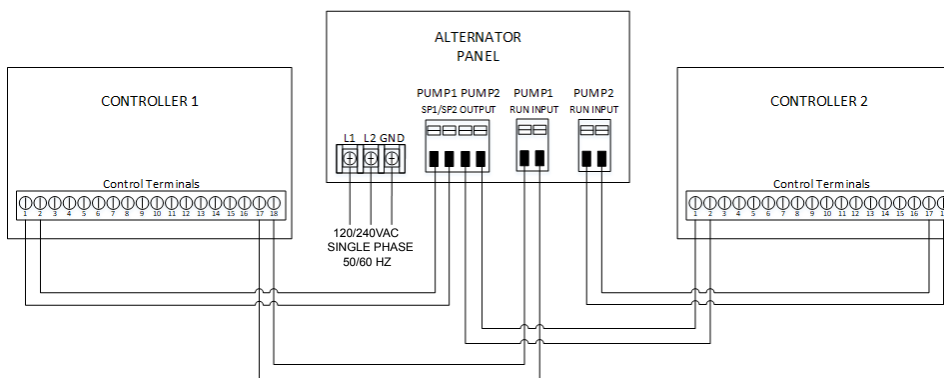 ALTERNATOR
PANEL
CONTROLLER 1
CONTROLLER 2
PUMP1 PUMP2 PUMP1 PUMP2
SP1/SP2 OUTPUT RUN INPUT RUN INPUT
L1 L2 GND
Control Terminals
1 2 3 4 5 6 7 8 9 10 11 12 13 14 15 16 17 18
Control Terminals
1 2 3 4 5 6 7 8 9 10 11 12 13 14 15 16 17 1
120/240VAC
SINGLE PHASE
50/60 HZ